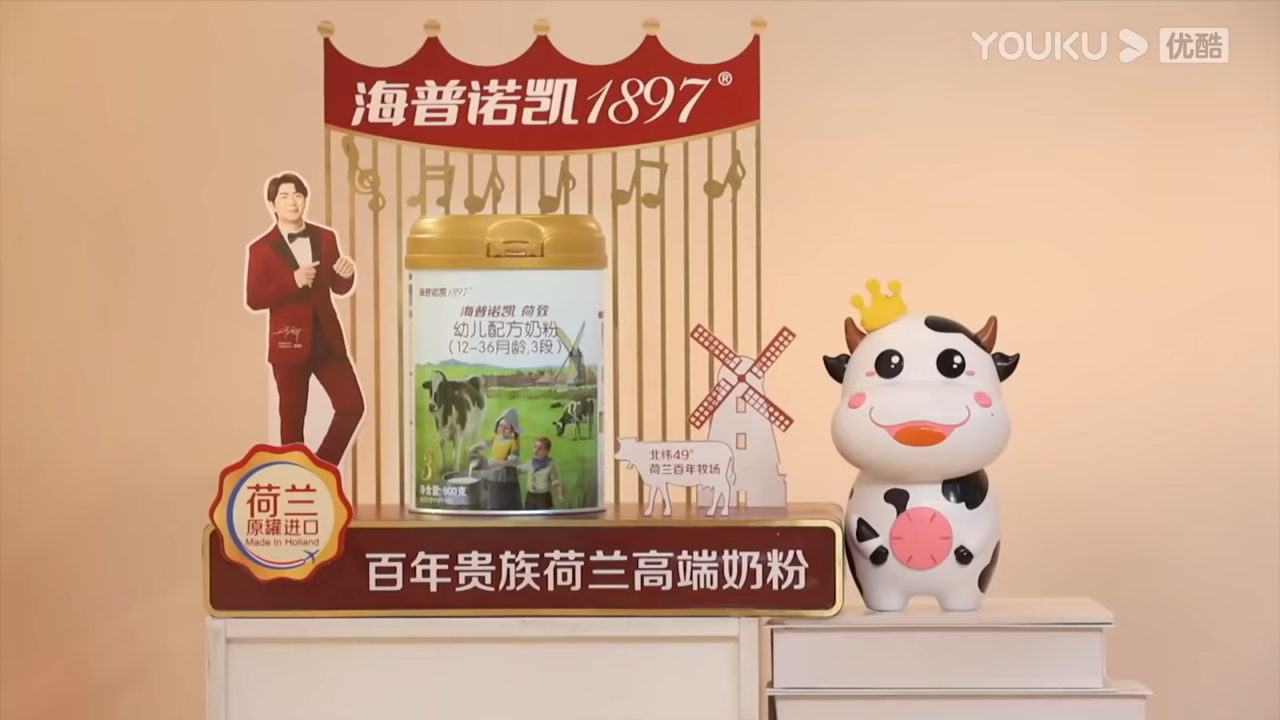 YOUKU 优酷
海普诺凯1897®
海普诺凯1897®
海普诺凯 荷致
幼儿配方奶粉
(12-36月龄,3段)
3
净含量:900克
北纬49°
荷兰百年牧场
荷兰
原罐进口
Made In Holland
百年贵族荷兰高端奶粉